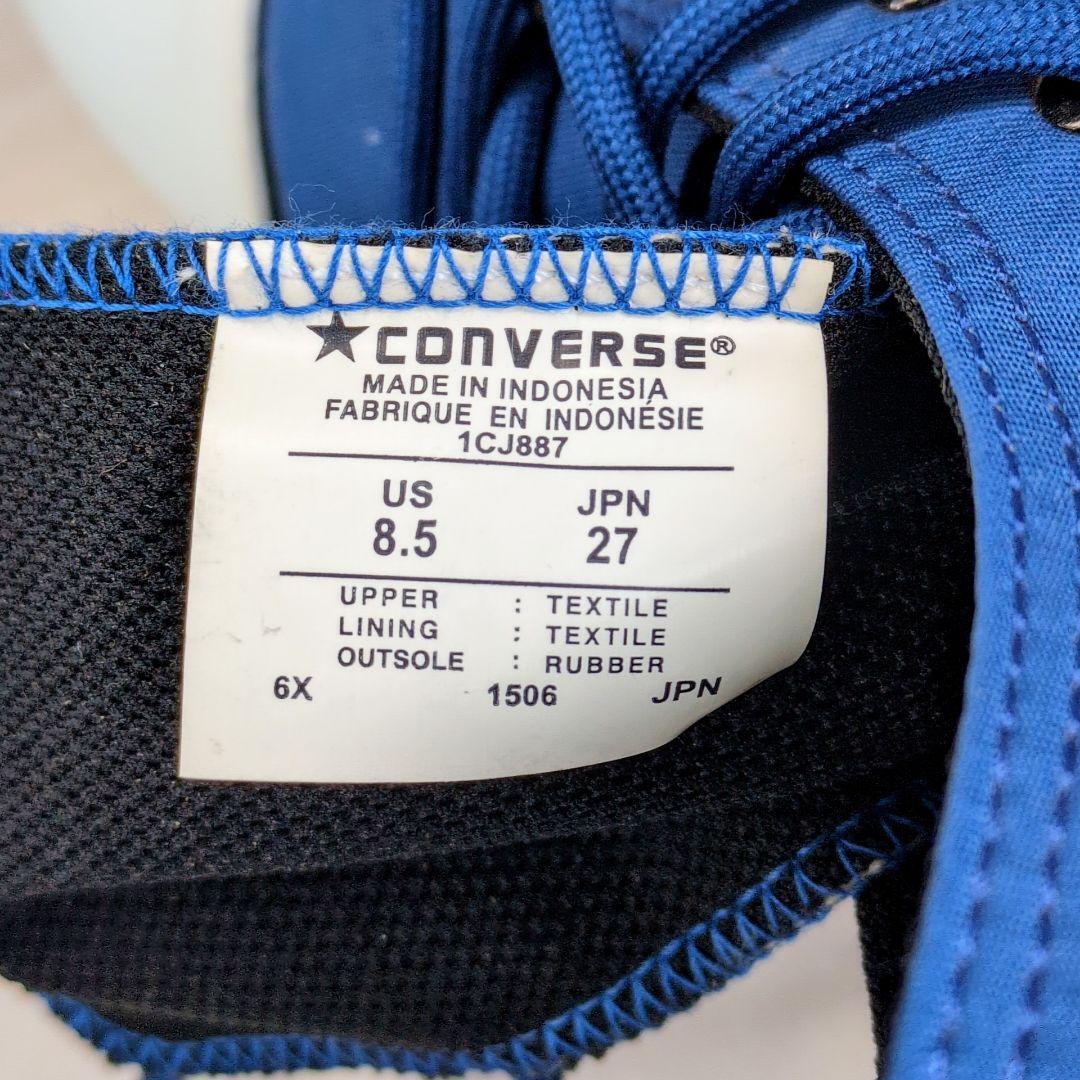 ★CONVERSE®
MADE IN INDONESIA
FABRIQUE EN INDONÉSIE
1CJ887
US JPN
8.5 27
UPPER : TEXTILE
LINING : TEXTILE
OUTSOLE : RUBBER
6X 1506 JPN